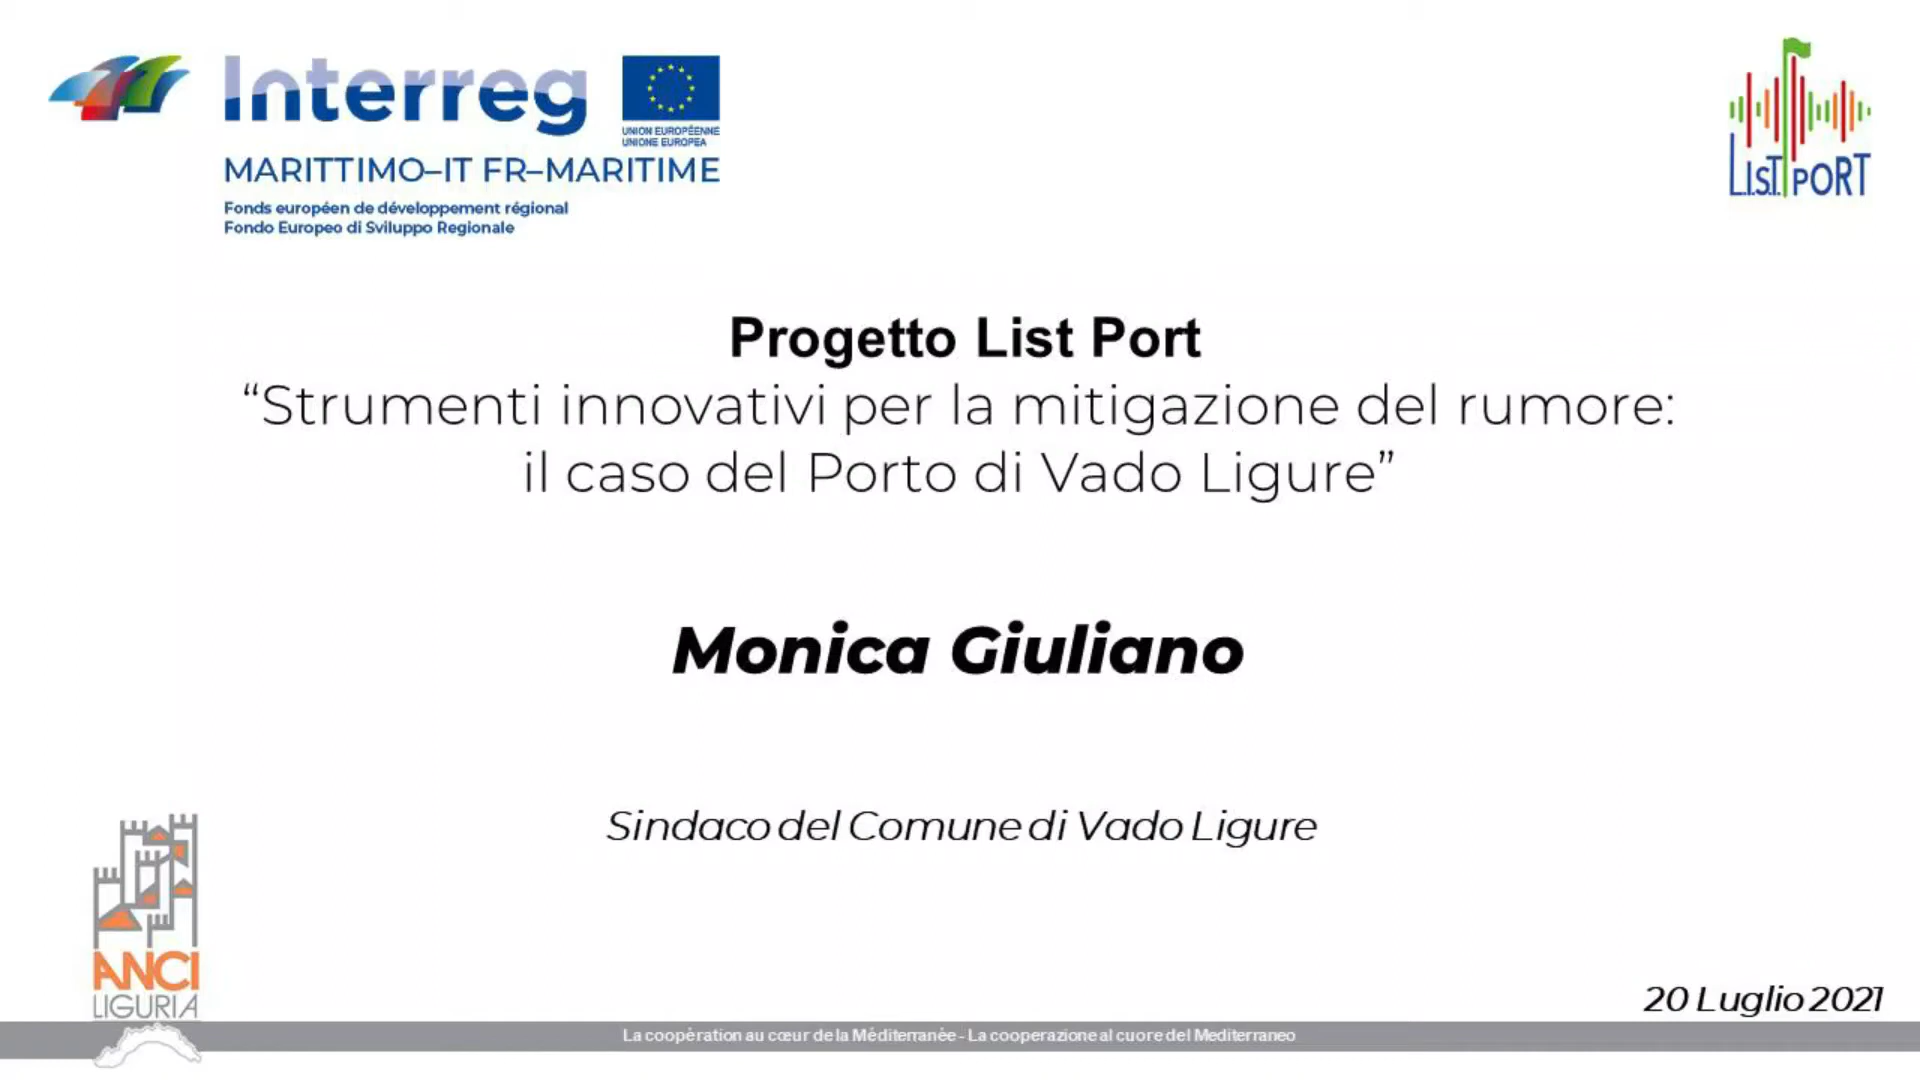 Interreg
UNION EUROPÉENNE
UNIONE EUROPEA
MARITTIMO–IT FR–MARITIME
Fonds européen de développement régional
Fondo Europeo di Sviluppo Regionale
L.I.S.T. PORT
Progetto List Port
“Strumenti innovativi per la mitigazione del rumore:
il caso del Porto di Vado Ligure”
Monica Giuliano
Sindaco del Comune di Vado Ligure
ANCI
LIGURIA
20 Luglio 2021
La coopèration au cœur de la Méditerranèe - La cooperazione al cuore del Mediterraneo